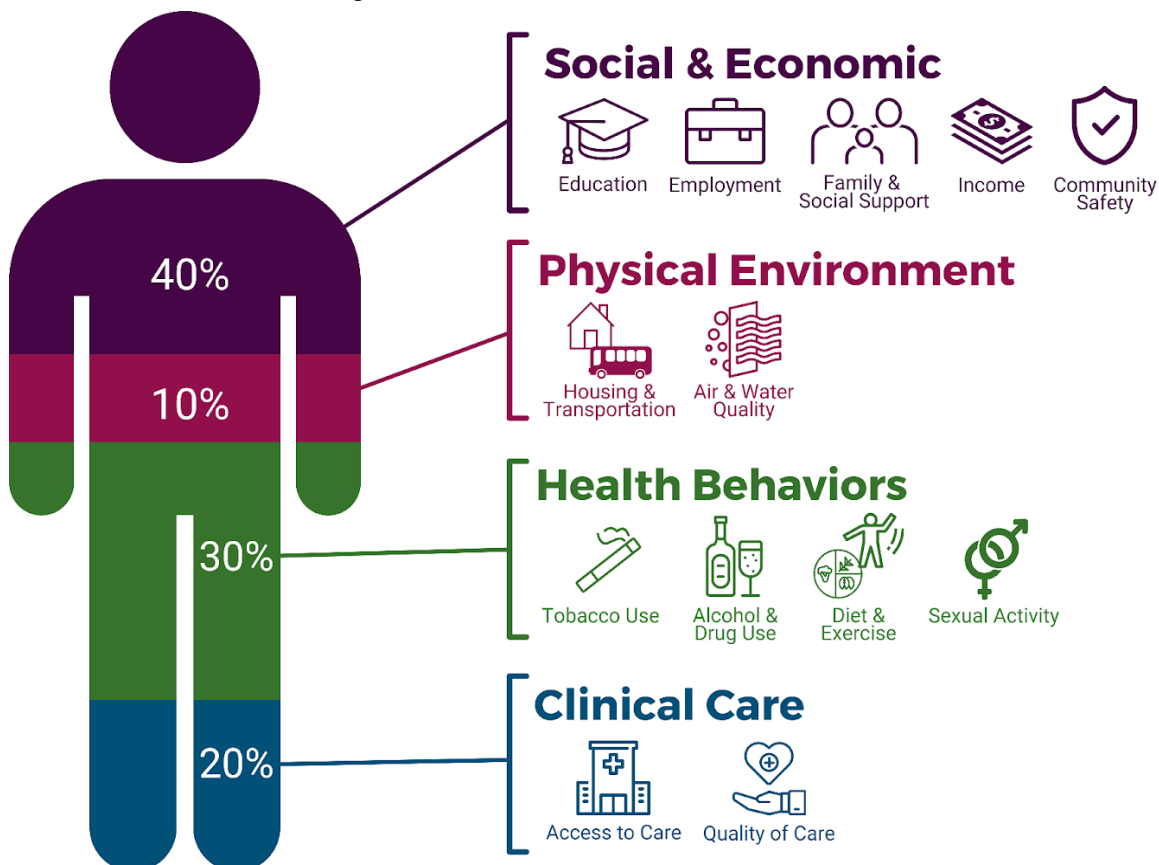 Social & Economic
Education
Employment
Family &
Social Support
Income
Community
Safety
40%
Physical Environment
Housing &
Transportation
Air & Water
Quality
10%
Health Behaviors
Tobacco Use
Alcohol &
Drug Use
Diet &
Exercise
Sexual Activity
30%
Clinical Care
Access to Care
Quality of Care
20%